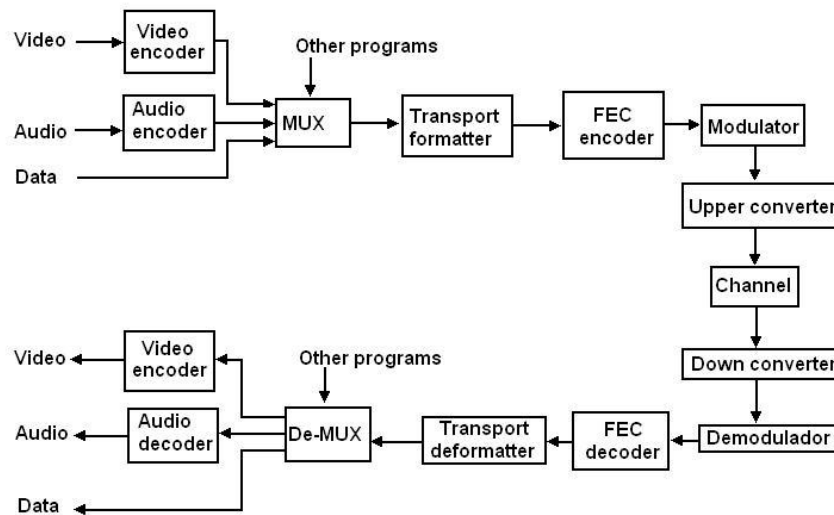 Video
Video
encoder
Other programs
Audio
Audio
encoder
MUX
Transport
formatter
FEC
encoder
Modulator
Data
Upper converter
Channel
Video
Video
encoder
Other programs
Down converter
Audio
Audio
decoder
De-MUX
Transport
deformatter
FEC
decoder
Demodulador
Data